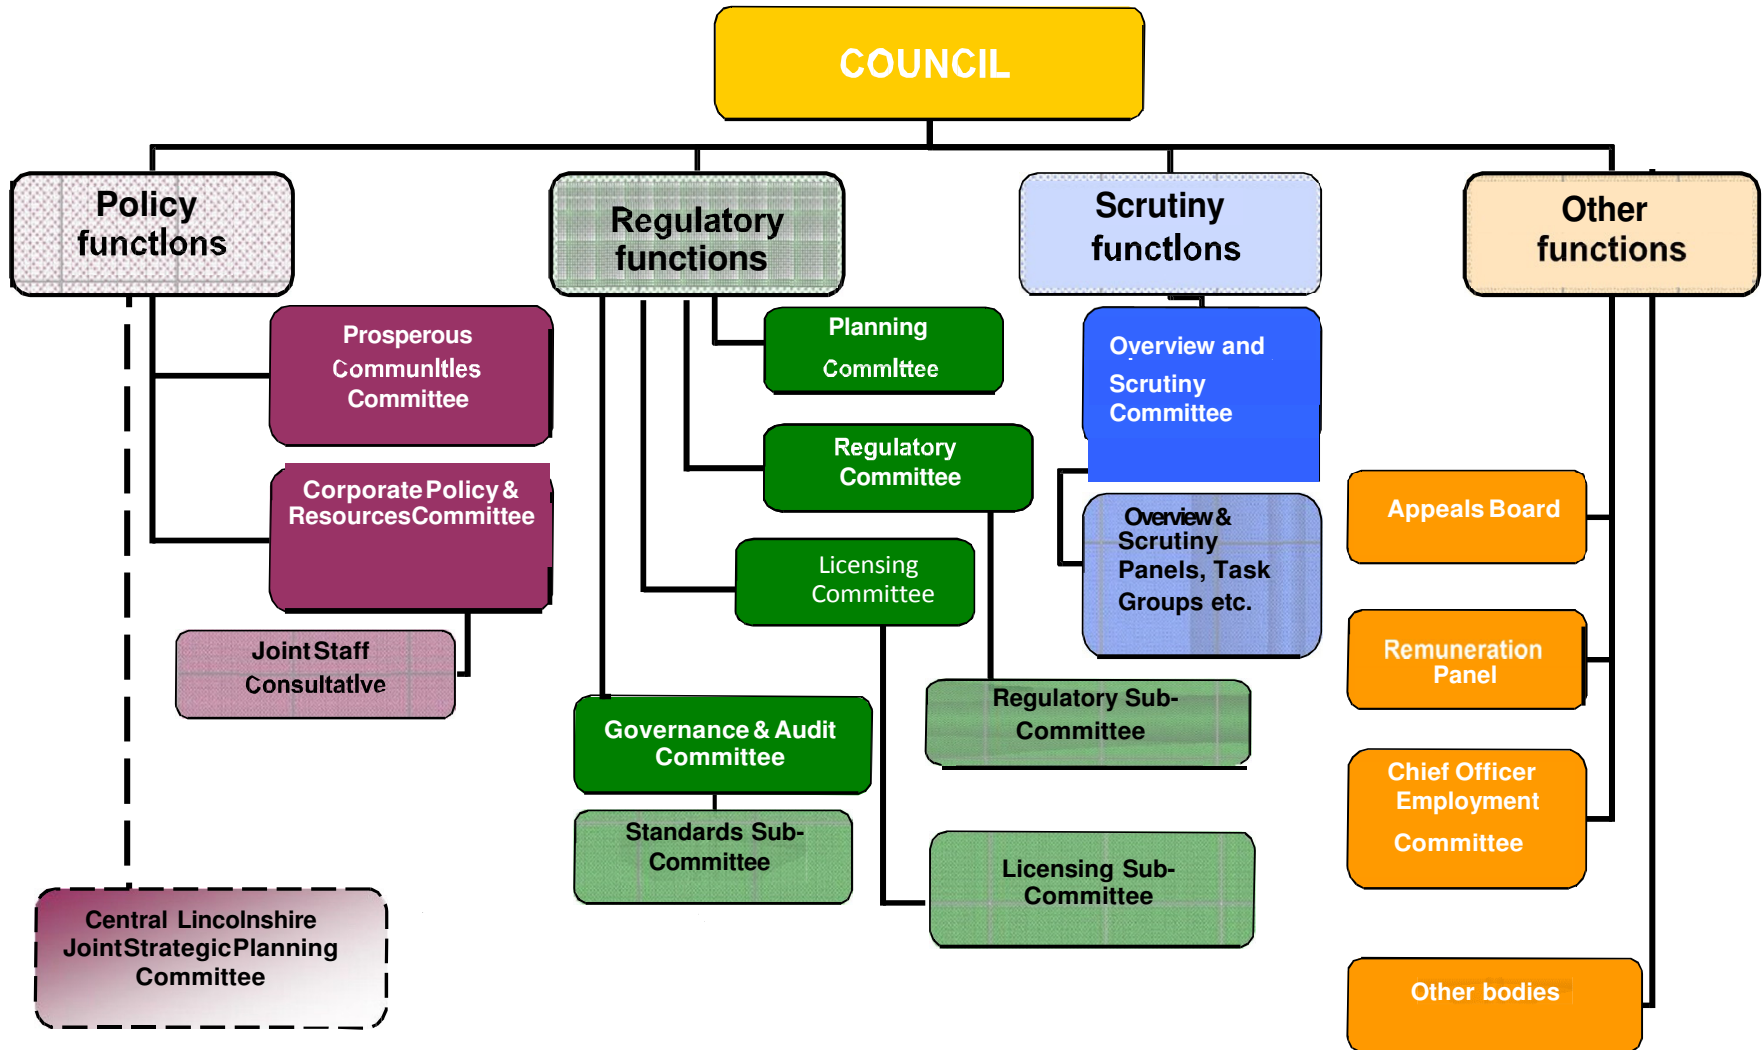 COUNCIL
Policy
functions
Regulatory
functions
Scrutiny
functions
Other
functions
Prosperous
Communities
Committee
Corporate Policy &
Resources Committee
Joint Staff
Consultative
Central Lincolnshire
Joint Strategic Planning
Committee
Planning
Committee
Regulatory
Committee
Licensing
Committee
Governance & Audit
Committee
Standards Sub-
Committee
Regulatory Sub-
Committee
Licensing Sub-
Committee
Overview and
Scrutiny
Committee
Overview &
Scrutiny
Panels, Task
Groups etc.
Appeals Board
Remuneration
Panel
Chief Officer
Employment
Committee
Other bodies